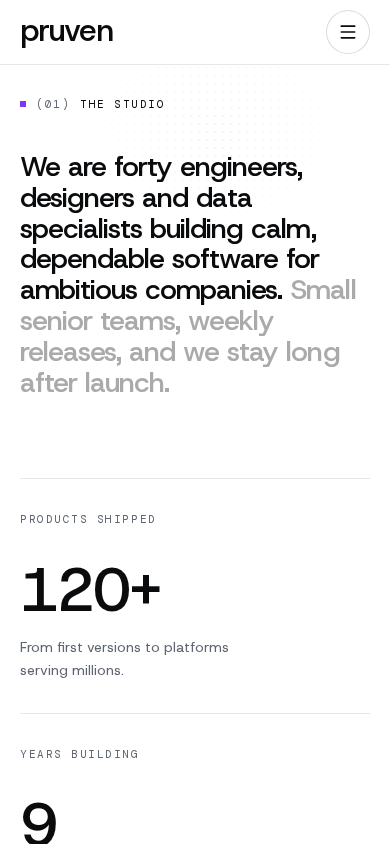 pruven
(01) THE STUDIO
We are forty engineers,
designers and data
specialists building calm,
dependable software for
ambitious companies. Small
senior teams, weekly
releases, and we stay long
after launch.
PRODUCTS SHIPPED
120+
From first versions to platforms
serving millions.
YEARS BUILDING
9